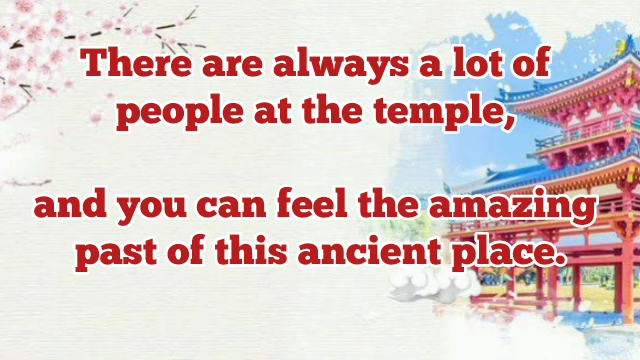 There are always a lot of
people at the temple,
and you can feel the amazing
past of this ancient place.